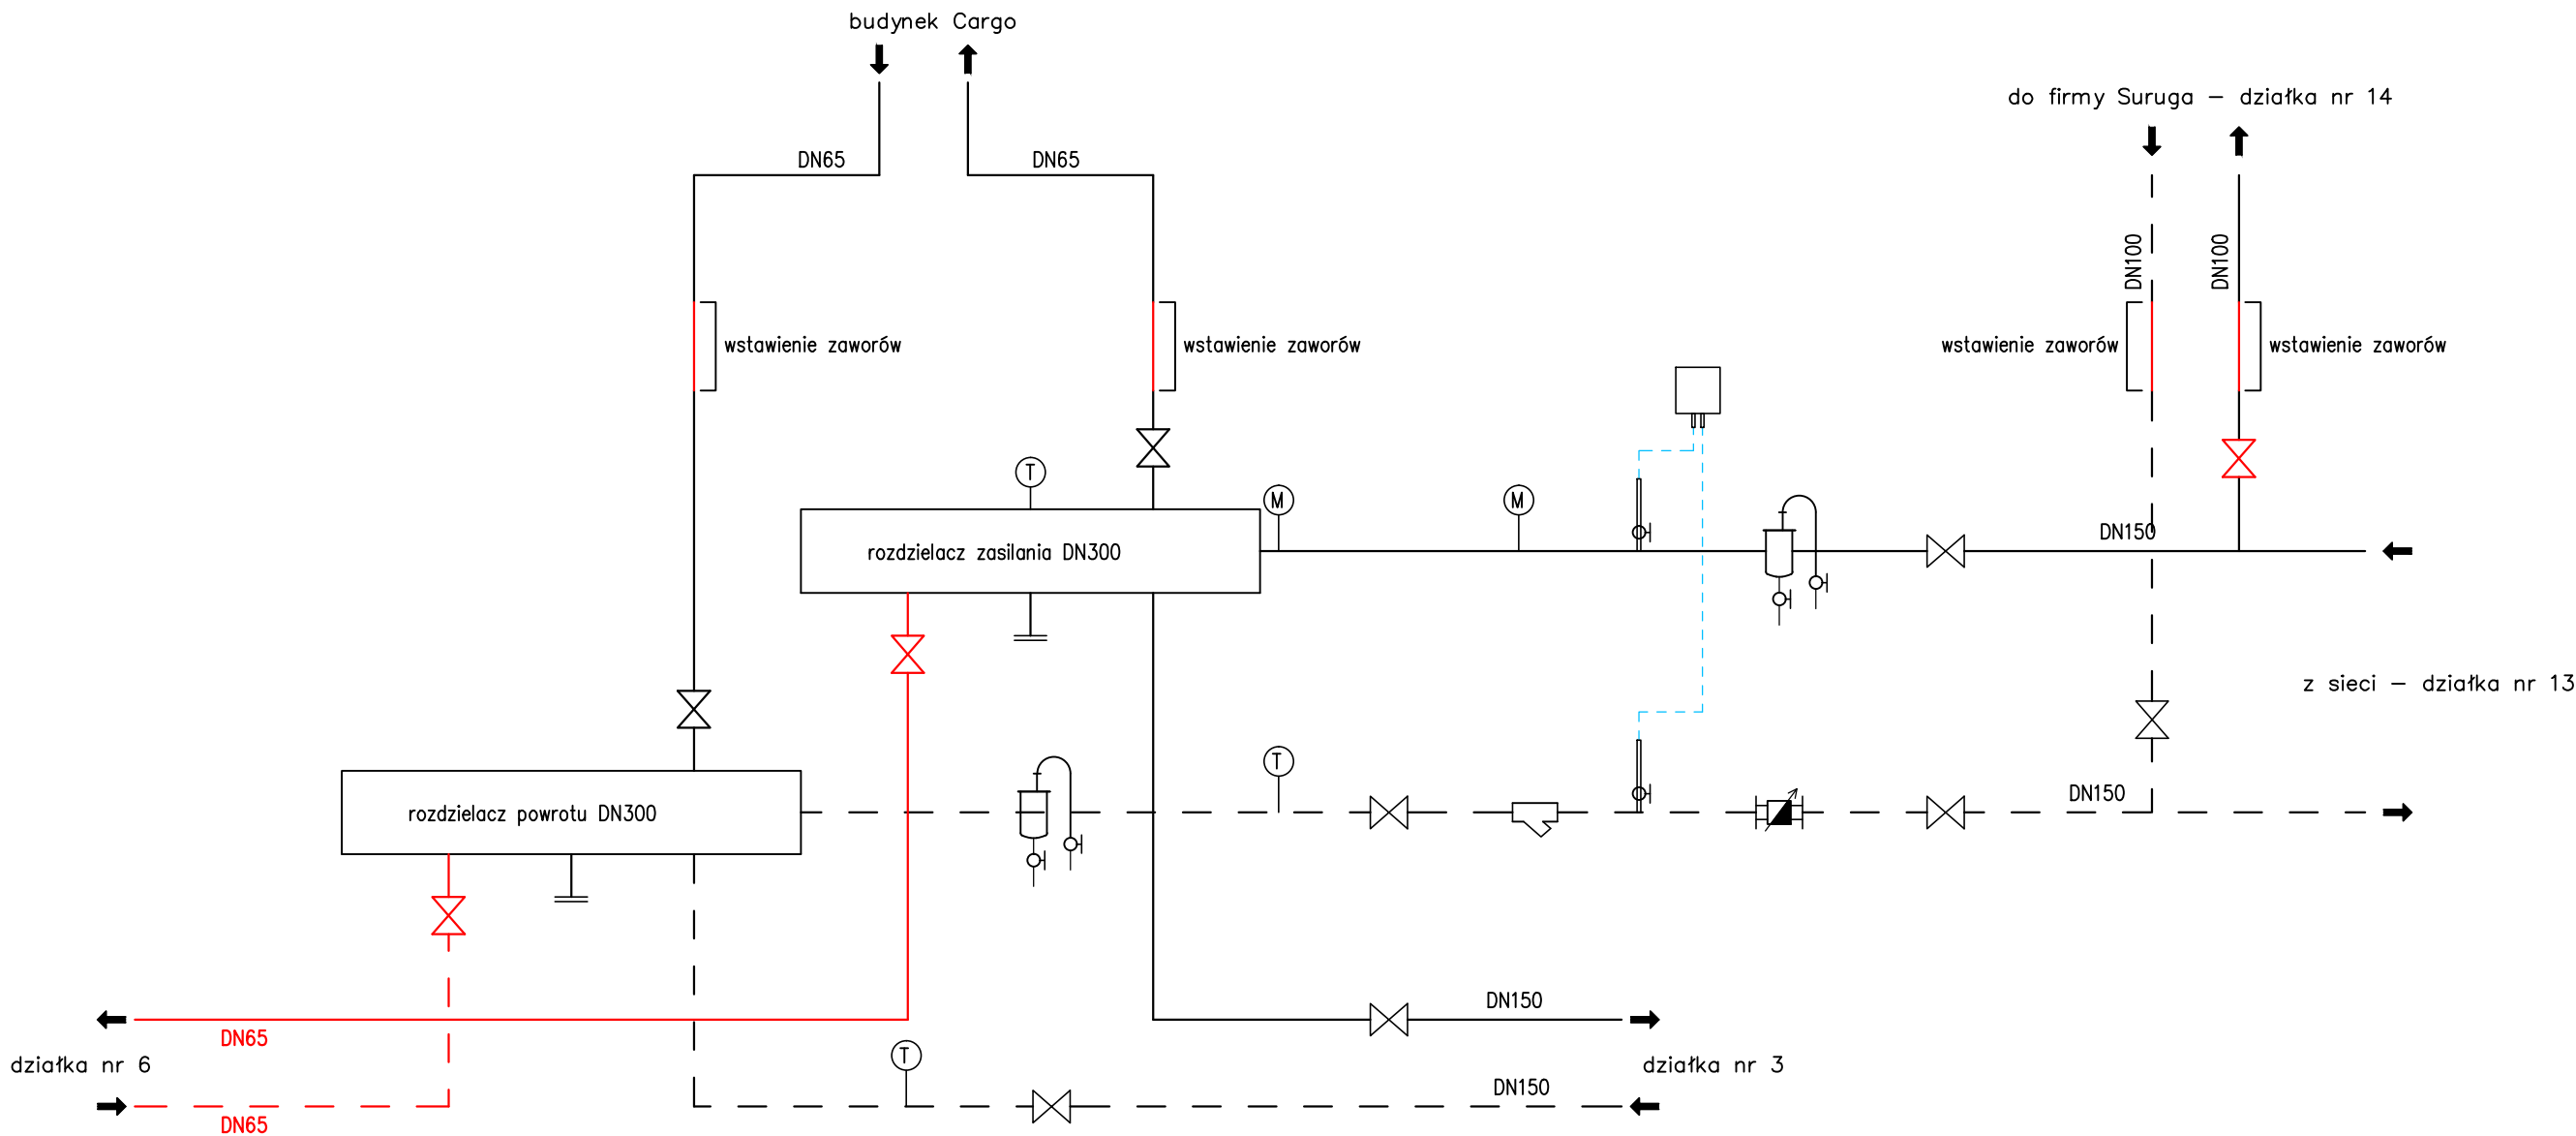 budynek Cargo
do firmy Suruga – działka nr 14
DN65
DN65
DN100
DN100
wstawienie zaworów
wstawienie zaworów
wstawienie zaworów
wstawienie zaworów
T
M
M
DN150
rozdzielacz zasilania DN300
z sieci – działka nr 13
T
DN150
rozdzielacz powrotu DN300
DN150
DN65
T
działka nr 6
działka nr 3
DN150
DN65